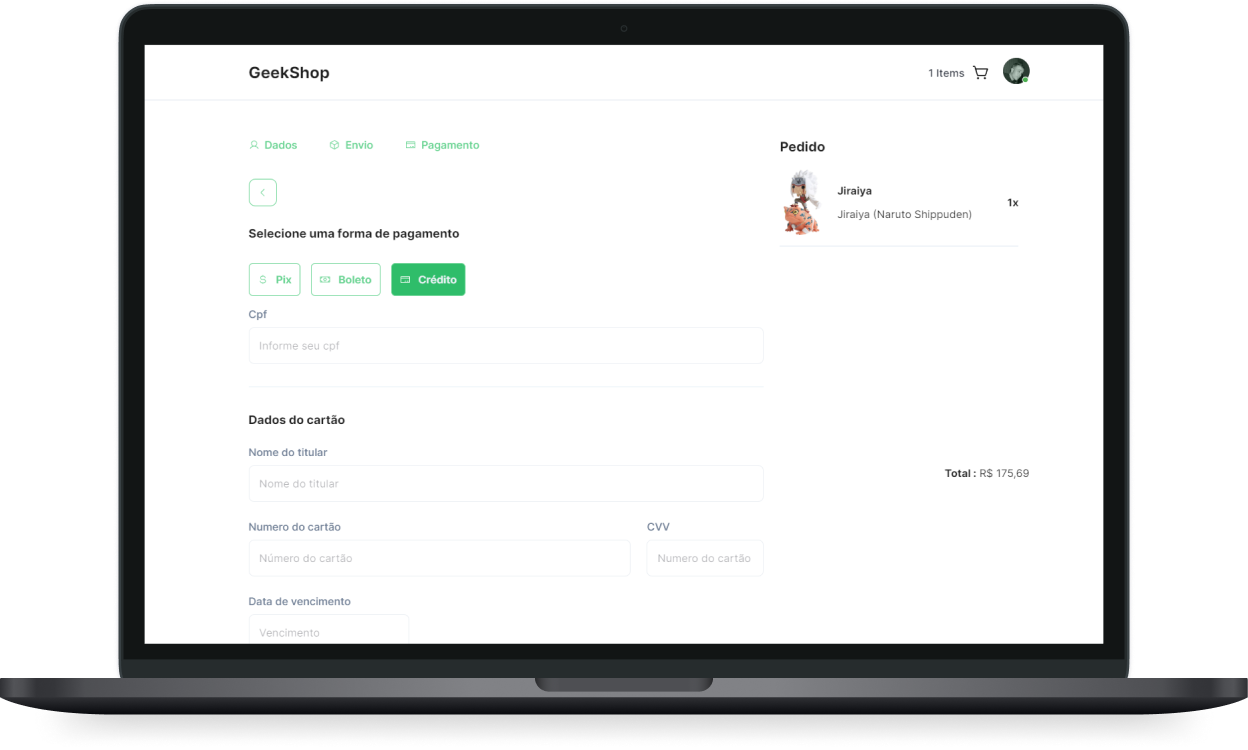 GeekShop
1 Items
Dados Envio Pagamento
Selecione uma forma de pagamento
Pix Boleto Crédito
Cpf
Informe seu cpf
Dados do cartão
Nome do titular
Nome do titular
Numero do cartão CVV
Número do cartão Numero do cartão
Data de vencimento
Vencimento
Pedido
Jiraiya
Jiraiya (Naruto Shippuden)
1x
Total : R$ 175,69